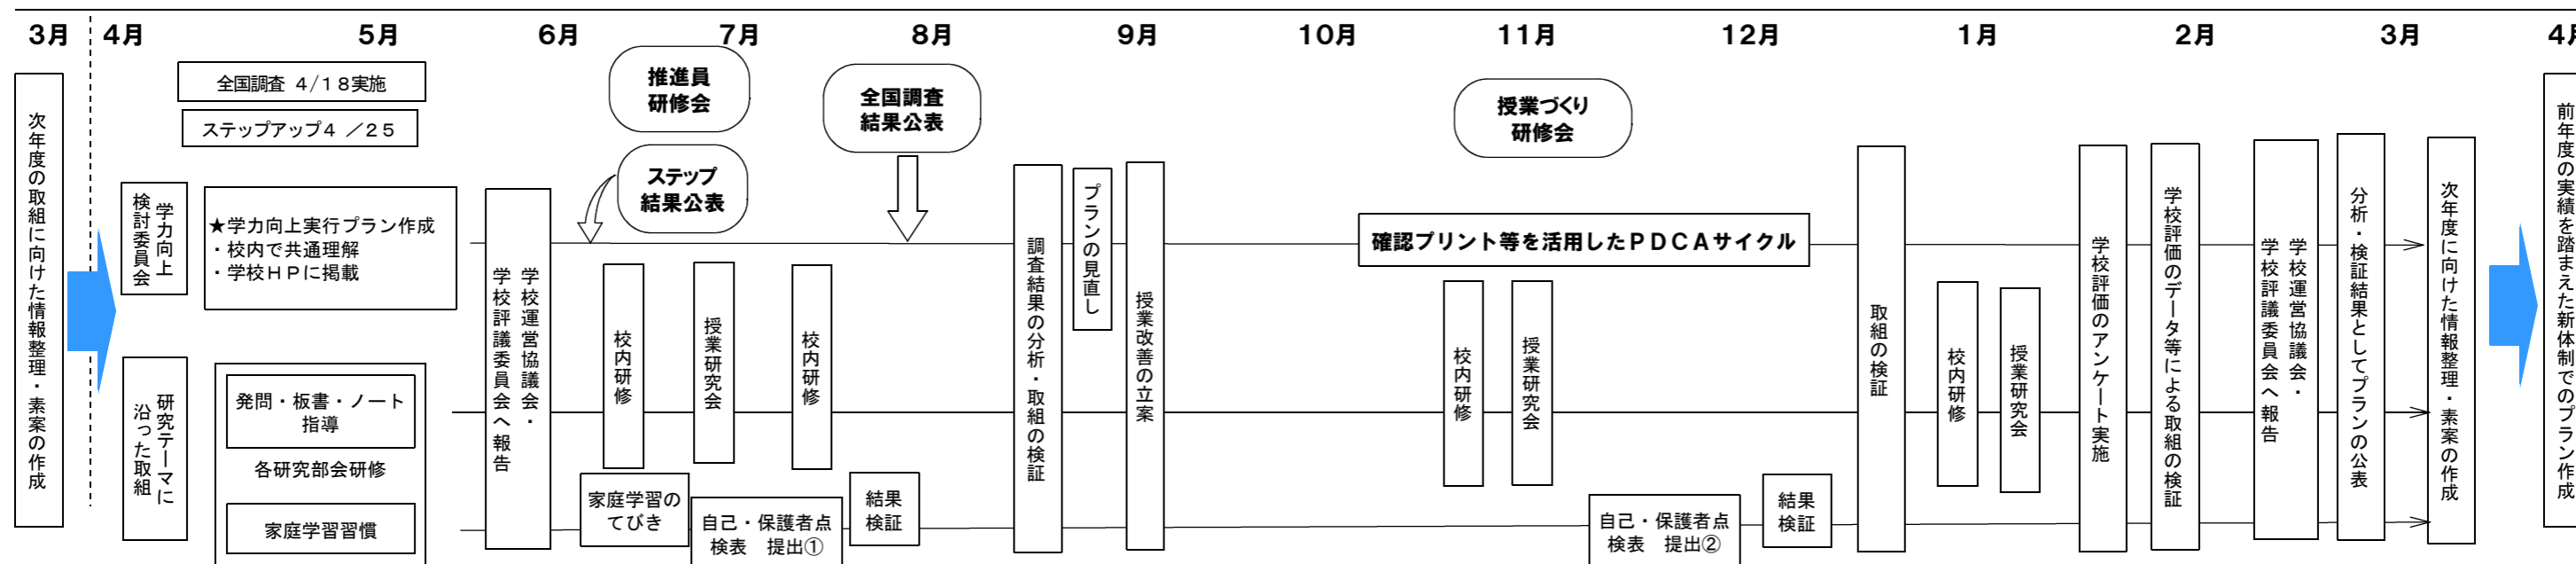 3月
4月
5月
6月
7月
8月
9月
10月
11月
12月
1月
2月
3月
4月
次年度の取組に向けた情報整理・素案の作成
全国調査 4/18実施
ステップアップ4 /25
学力向上
検討委員会
★学力向上実行プラン作成
・校内で共通理解
・学校HPに掲載
研究テーマに
沿った取組
発問・板書・ノート
指導
各研究部会研修
家庭学習習慣
学校運営協議会・
学校評議委員会へ報告
推進員
研修会
ステップ
結果公表
校内研修
授業研究会
校内研修
家庭学習の
てびき
自己・保護者点
検表 提出①
結果
検証
全国調査
結果公表
調査結果の分析・取組の検証
プランの見直し
授業改善の立案
授業づくり
研修会
確認プリント等を活用したPDCAサイクル
校内研修
授業研究会
自己・保護者点
検表 提出②
結果
検証
取組の検証
校内研修
授業研究会
学校評価のアンケート実施
学校評価のデータ等による取組の検証
学校運営協議会・
学校評議委員会へ報告
分析・検証結果としてプランの公表
次年度に向けた情報整理・素案の作成
前年度の実績を踏まえた新体制でのプラン作成